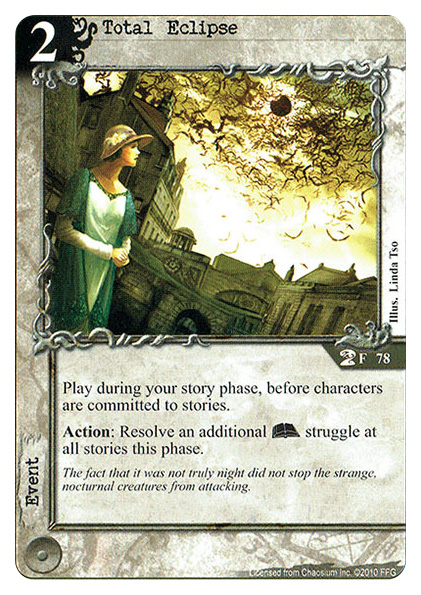 2
Total Eclipse
Illus. Linda Tso
F 78
Play during your story phase, before characters
are committed to stories.
Action: Resolve an additional struggle at
all stories this phase.
The fact that it was not truly night did not stop the strange,
nocturnal creatures from attacking.
Event
Licensed from Chaosium Inc. ©2010 FFG